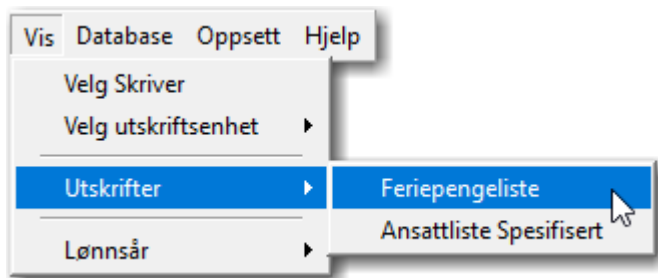 Vis Database Oppsett Hjelp
Velg Skriver
Velg utskriftsenhet
Utskrifter
Feriepengeliste
Ansattliste Spesifisert
Lønnsår